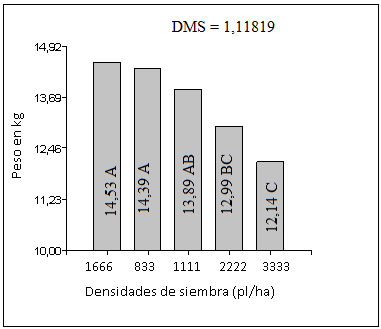 DMS = 1,11819
Peso en kg
14,92
13,69
12,46
11,23
10,00
14,53 A
14,39 A
13,89 AB
12,99 BC
12,14 C
1666 833 1111 2222 3333
Densidades de siembra (pl/ha)